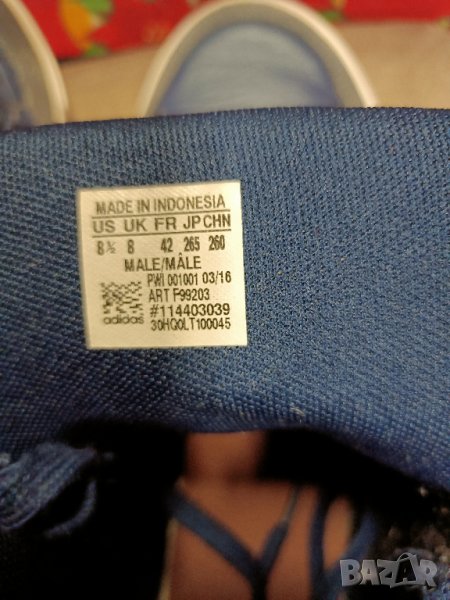 MADE IN INDONESIA
US UK FR JP CHN
8½ 8 42 265 260
MALE/MÂLE
PWI 001001 03/16
ART F99203
#114403039
adidas 30HQ0LT100045
BAZAR